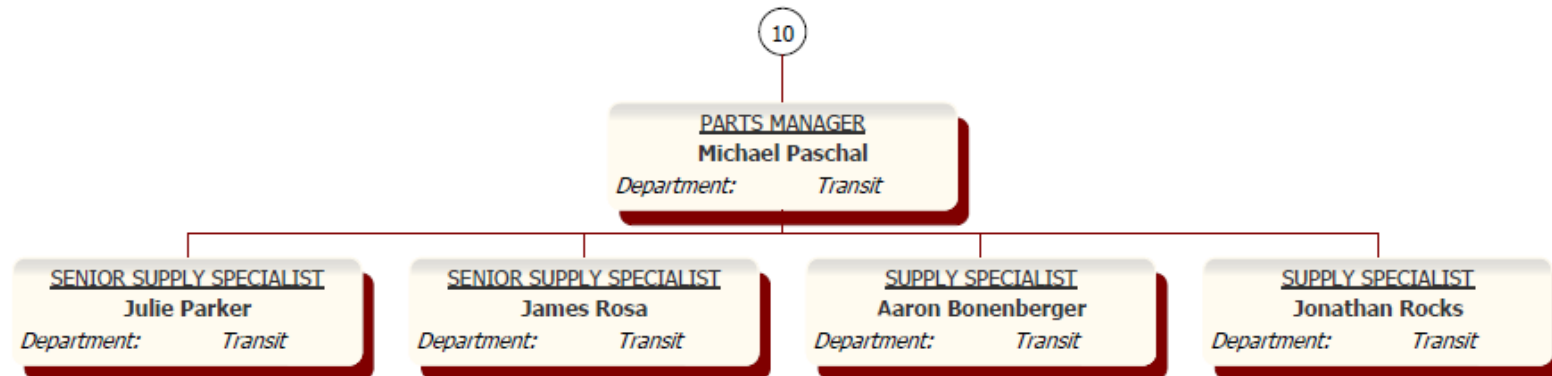 10
PARTS MANAGER
Michael Paschal
Department: Transit
SENIOR SUPPLY SPECIALIST
Julie Parker
Department: Transit
SENIOR SUPPLY SPECIALIST
James Rosa
Department: Transit
SUPPLY SPECIALIST
Aaron Bonenberger
Department: Transit
SUPPLY SPECIALIST
Jonathan Rocks
Department: Transit